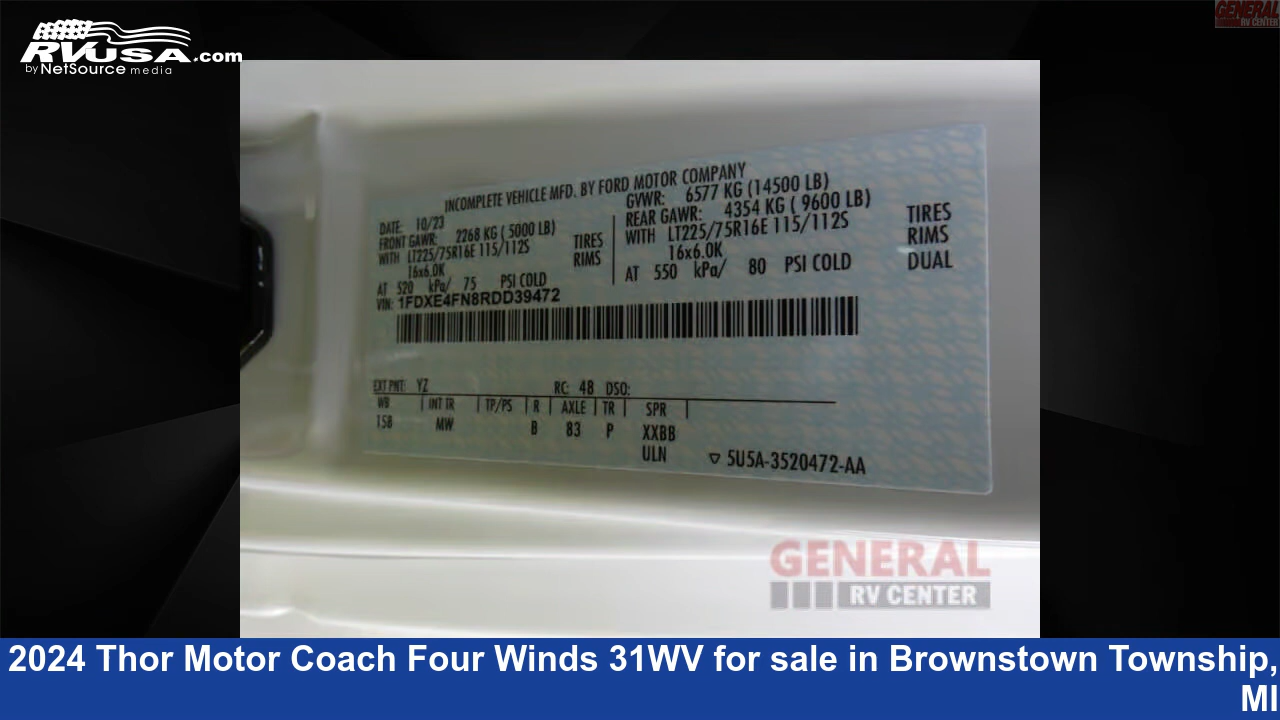 RVUSA.com
by NetSource media
GENERAL
RV CENTER
INCOMPLETE VEHICLE MFD. BY FORD MOTOR COMPANY
DATE: 10/23
FRONT GAWR: 2268 KG ( 5000 LB)
WITH LT225/75R16E 115/112S TIRES
16x6.0K RIMS
AT 520 kPa/ 75 PSI COLD
GVWR: 6577 KG (14500 LB)
REAR GAWR: 4354 KG ( 9600 LB)
WITH LT225/75R16E 115/112S TIRES
16x6.0K RIMS
AT 550 kPa/ 80 PSI COLD DUAL
VIN: 1FDXE4FN8RDD39472
EXT PNT: YZ RC: 48 DSO:
WB INT TR TP/PS R AXLE TR SPR
158 MW B 83 P XXBB
ULN 5U5A-3520472-AA
GENERAL
RV CENTER
2024 Thor Motor Coach Four Winds 31WV for sale in Brownstown Township,
MI